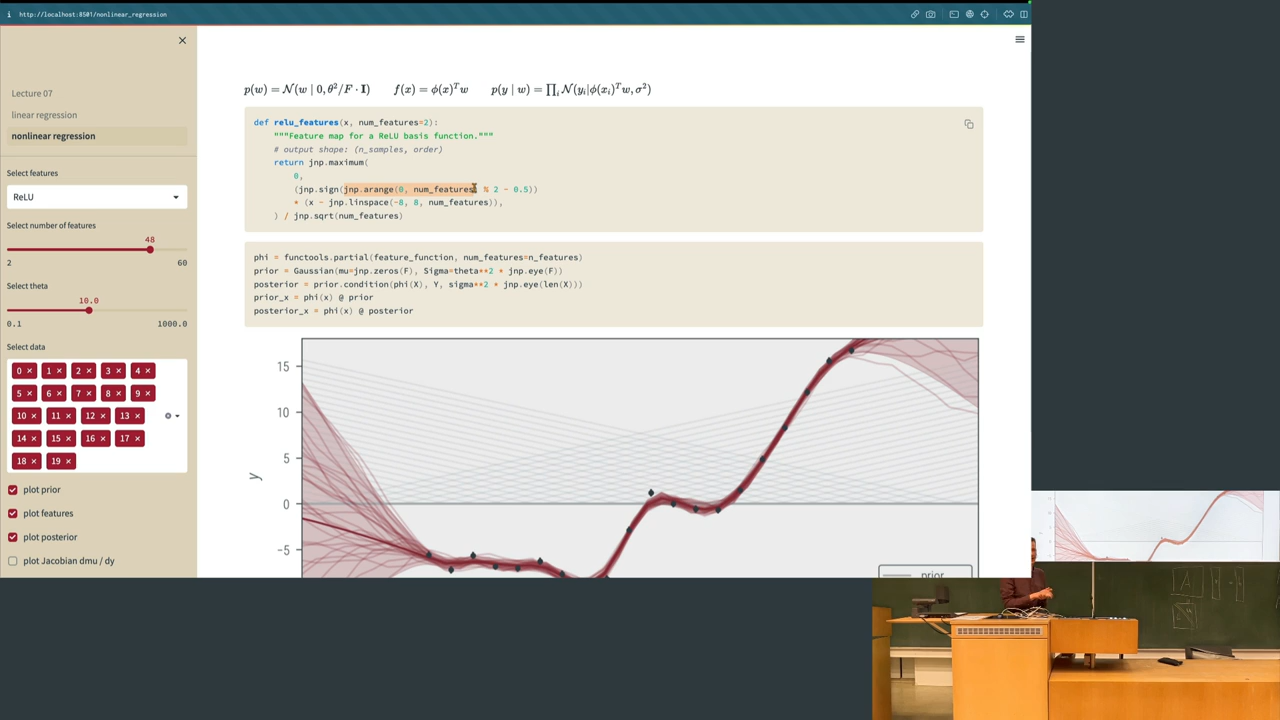 http://localhost:8501/nonlinear_regression
Lecture 07
linear regression
nonlinear regression
Select features
ReLU
Select number of features
48
2 60
Select theta
10.0
0.1 1000.0
Select data
0 × 1 × 2 × 3 × 4 ×
5 × 6 × 7 × 8 × 9 ×
10 × 11 × 12 × 13 ×
14 × 15 × 16 × 17 ×
18 × 19 ×
plot prior
plot features
plot posterior
plot Jacobian dmu / dy
p(w) = 𝒩(w | 0, θ²/F · I) f(x) = ϕ(x)ᵀw p(y | w) = ∏ᵢ 𝒩(yᵢ|ϕ(xᵢ)ᵀw, σ²)
def relu_features(x, num_features=2):
"""Feature map for a ReLU basis function."""
# output shape: (n_samples, order)
return jnp.maximum(
0,
(jnp.sign(jnp.arange(0, num_features) % 2 - 0.5))
* (x - jnp.linspace(-8, 8, num_features)),
) / jnp.sqrt(num_features)
phi = functools.partial(feature_function, num_features=n_features)
prior = Gaussian(mu=jnp.zeros(F), Sigma=theta**2 * jnp.eye(F))
posterior = prior.condition(phi(X), Y, sigma**2 * jnp.eye(len(X)))
prior_x = phi(x) @ prior
posterior_x = phi(x) @ posterior
15
10
5
0
−5
y
prior